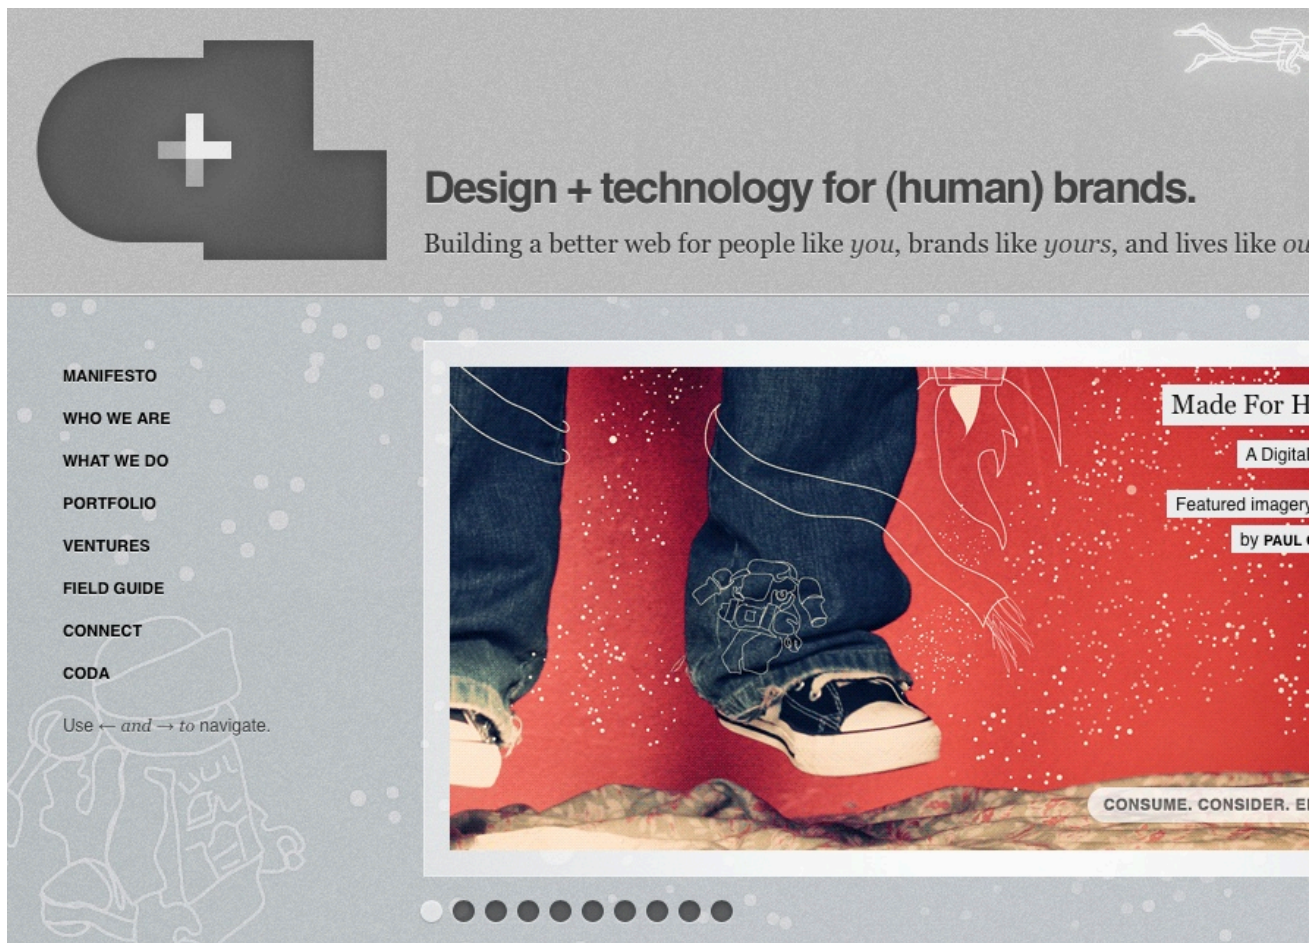 Design + technology for (human) brands.
Building a better web for people like you, brands like yours, and lives like
MANIFESTO
WHO WE ARE
WHAT WE DO
PORTFOLIO
VENTURES
FIELD GUIDE
CONNECT
CODA
Use ← and → to navigate.
Made For
A Digital
Featured imagery
by PAUL
CONSUME. CONSIDER.